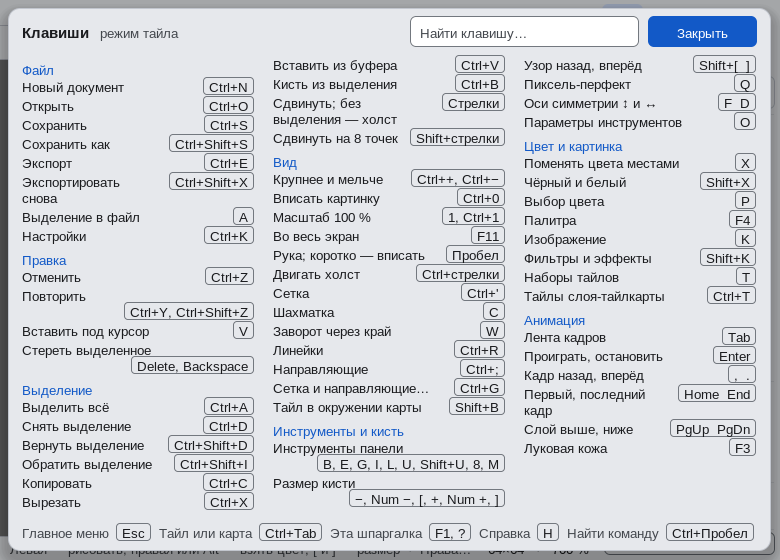 Клавиши режим тайла
Найти клавишу…
Закрыть
Файл
Новый документ Ctrl+N
Открыть Ctrl+O
Сохранить Ctrl+S
Сохранить как Ctrl+Shift+S
Экспорт Ctrl+E
Экспортировать снова Ctrl+Shift+X
Выделение в файл A
Настройки Ctrl+K
Правка
Отменить Ctrl+Z
Повторить
Ctrl+Y, Ctrl+Shift+Z
Вставить под курсор V
Стереть выделенное
Delete, Backspace
Выделение
Выделить всё Ctrl+A
Снять выделение Ctrl+D
Вернуть выделение Ctrl+Shift+D
Обратить выделение Ctrl+Shift+I
Копировать Ctrl+C
Вырезать Ctrl+X
Вставить из буфера Ctrl+V
Кисть из выделения Ctrl+B
Сдвинуть; без Стрелки
выделения — холст
Сдвинуть на 8 точек Shift+стрелки
Вид
Крупнее и мельче Ctrl++, Ctrl+−
Вписать картинку Ctrl+0
Масштаб 100 % 1, Ctrl+1
Во весь экран F11
Рука; коротко — вписать Пробел
Двигать холст Ctrl+стрелки
Сетка Ctrl+'
Шахматка C
Заворот через край W
Линейки Ctrl+R
Направляющие Ctrl+;
Сетка и направляющие… Ctrl+G
Тайл в окружении карты Shift+B
Инструменты и кисть
Инструменты панели
B, E, G, I, L, U, Shift+U, 8, M
Размер кисти
−, Num −, [, +, Num +, ]
Узор назад, вперёд Shift+[ ]
Пиксель-перфект Q
Оси симметрии ↕ и ↔ F D
Параметры инструментов O
Цвет и картинка
Поменять цвета местами X
Чёрный и белый Shift+X
Выбор цвета P
Палитра F4
Изображение K
Фильтры и эффекты Shift+K
Наборы тайлов T
Тайлы слоя-тайлкарты Ctrl+T
Анимация
Лента кадров Tab
Проиграть, остановить Enter
Кадр назад, вперёд , .
Первый, последний Home End
кадр
Слой выше, ниже PgUp PgDn
Луковая кожа F3
Главное меню Esc Тайл или карта Ctrl+Tab Эта шпаргалка F1, ? Справка H Найти команду Ctrl+Пробел